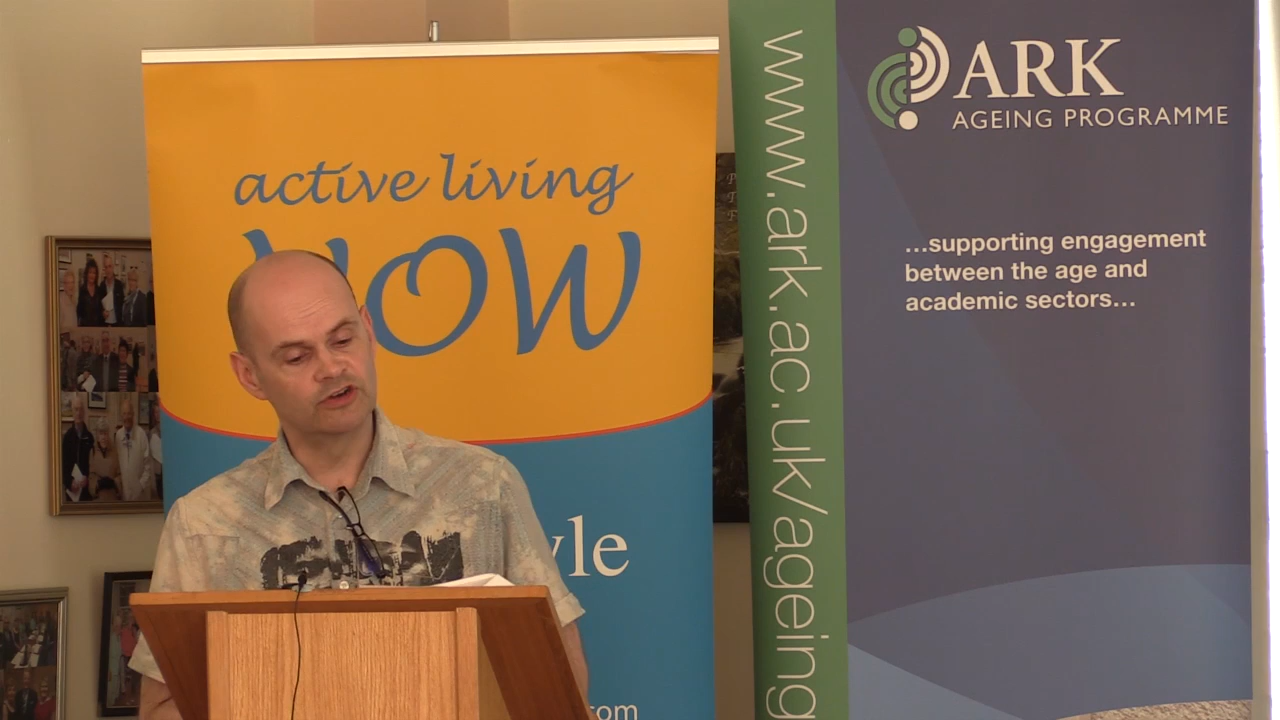 active living
NOW
yle
om
www.ark.ac.uk/ageing
ARK
AGEING PROGRAMME
...supporting engagement
between the age and
academic sectors...